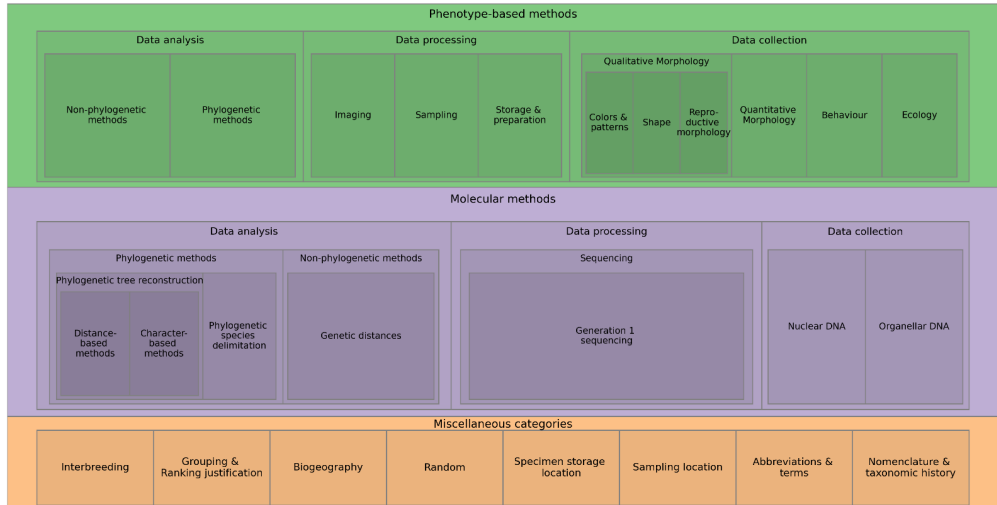 Phenotype-based methods
Data analysis
Data processing
Data collection
Non-phylogenetic
methods
Phylogenetic
methods
Imaging
Sampling
Storage &
preparation
Qualitative Morphology
Colors &
patterns
Shape
Repro-
ductive
morphology
Quantitative
Morphology
Behaviour
Ecology
Molecular methods
Data analysis
Data processing
Data collection
Phylogenetic methods
Non-phylogenetic methods
Sequencing
Phylogenetic tree reconstruction
Distance-
based
methods
Character-
based
methods
Phylogenetic
species
delimitation
Genetic distances
Generation 1
sequencing
Nuclear DNA
Organellar DNA
Miscellaneous categories
Interbreeding
Grouping &
Ranking justification
Biogeography
Random
Specimen storage
location
Sampling location
Abbreviations &
terms
Nomenclature &
taxonomic history